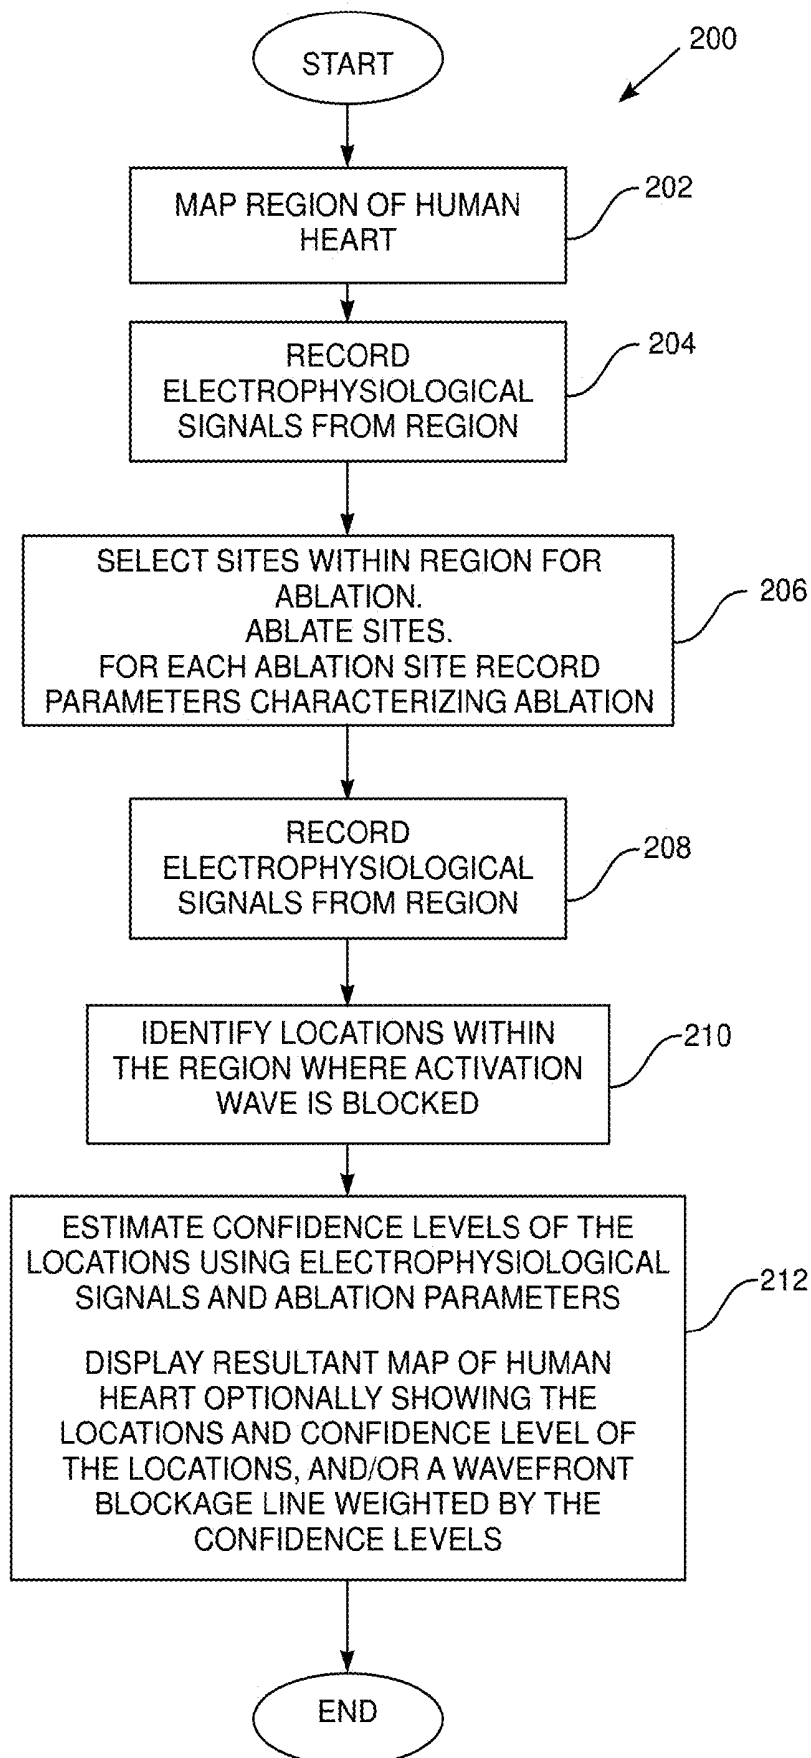 START
200
MAP REGION OF HUMAN
HEART
202
RECORD
ELECTROPHYSIOLOGICAL
SIGNALS FROM REGION
204
SELECT SITES WITHIN REGION FOR
ABLATION.
ABLATE SITES.
FOR EACH ABLATION SITE RECORD
PARAMETERS CHARACTERIZING ABLATION
206
RECORD
ELECTROPHYSIOLOGICAL
SIGNALS FROM REGION
208
IDENTIFY LOCATIONS WITHIN
THE REGION WHERE ACTIVATION
WAVE IS BLOCKED
210
ESTIMATE CONFIDENCE LEVELS OF THE
LOCATIONS USING ELECTROPHYSIOLOGICAL
SIGNALS AND ABLATION PARAMETERS
DISPLAY RESULTANT MAP OF HUMAN
HEART OPTIONALLY SHOWING THE
LOCATIONS AND CONFIDENCE LEVEL OF
THE LOCATIONS, AND/OR A WAVEFRONT
BLOCKAGE LINE WEIGHTED BY THE
CONFIDENCE LEVELS
212
END